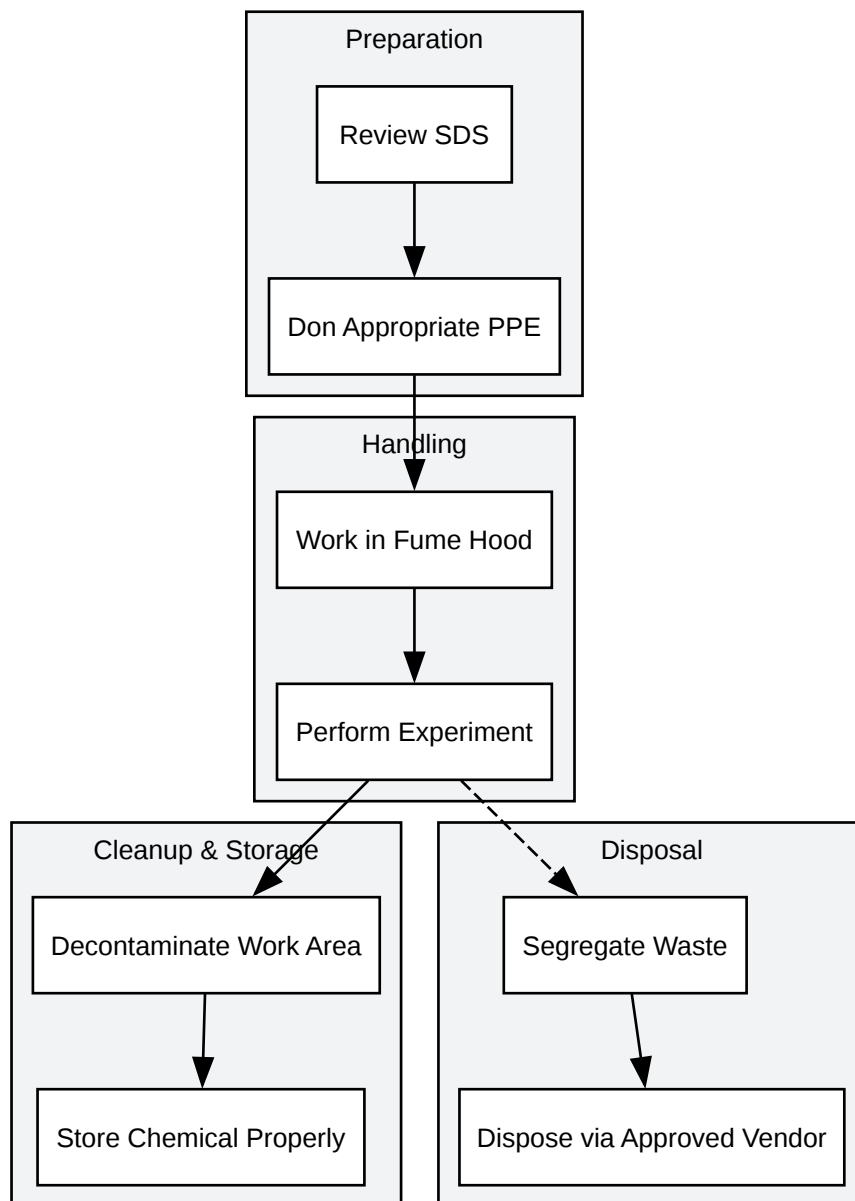 Preparation
Review SDS
Don Appropriate PPE
Handling
Work in Fume Hood
Perform Experiment
Cleanup & Storage
Decontaminate Work Area
Store Chemical Properly
Disposal
Segregate Waste
Dispose via Approved Vendor